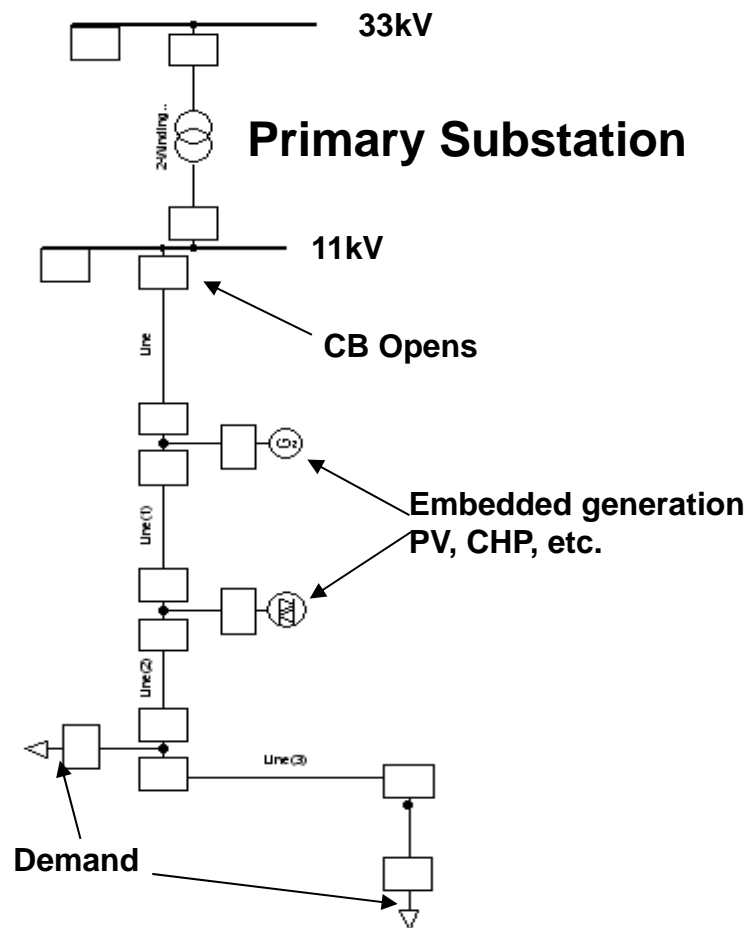 33kV
2-Winding..
Primary Substation
11kV
CB Opens
Line
G~
Embedded generation
PV, CHP, etc.
Line(1)
Line(2)
Line(3)
Demand